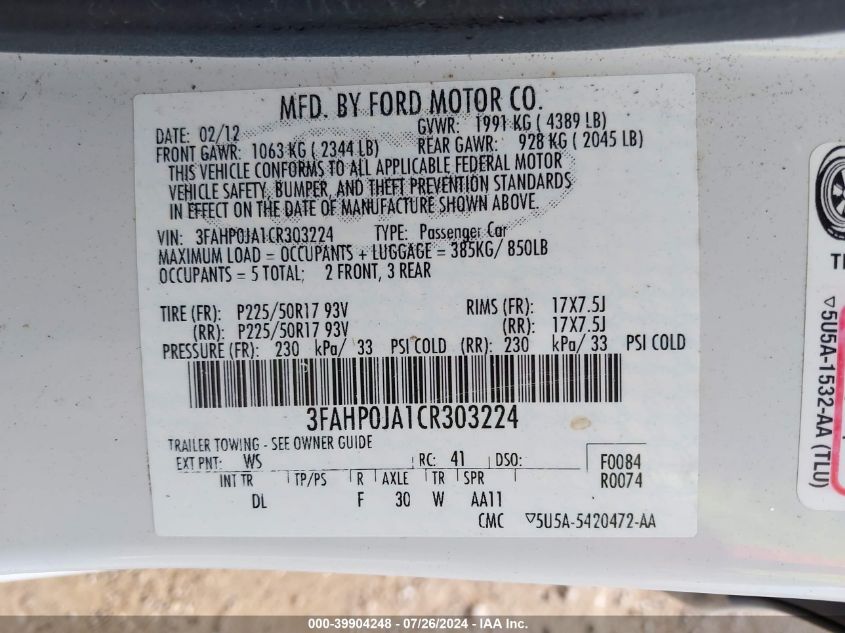 MFD. BY FORD MOTOR CO.
DATE: 02/12 GVWR: 1991 KG ( 4389 LB)
FRONT GAWR: 1063 KG ( 2344 LB) REAR GAWR: 928 KG ( 2045 LB)
THIS VEHICLE CONFORMS TO ALL APPLICABLE FEDERAL MOTOR
VEHICLE SAFETY, BUMPER, AND THEFT PREVENTION STANDARDS
IN EFFECT ON THE DATE OF MANUFACTURE SHOWN ABOVE.
VIN: 3FAHP0JA1CR303224 TYPE: Passenger Car
MAXIMUM LOAD = OCCUPANTS + LUGGAGE = 385KG/ 850LB
OCCUPANTS = 5 TOTAL; 2 FRONT, 3 REAR
TIRE (FR): P225/50R17 93V RIMS (FR): 17X7.5J
(RR): P225/50R17 93V (RR): 17X7.5J
PRESSURE (FR): 230 kPa/ 33 PSI COLD (RR): 230 kPa/ 33 PSI COLD
3FAHP0JA1CR303224
TRAILER TOWING - SEE OWNER GUIDE
EXT PNT: WS RC: 41 DSO: F0084
INT TR TP/PS R AXLE TR SPR R0074
DL F 30 W AA11
CMC ▽5U5A-5420472-AA
▽5U5A-1532-AA (TLU)
000-39904248 - 07/26/2024 - IAA Inc.